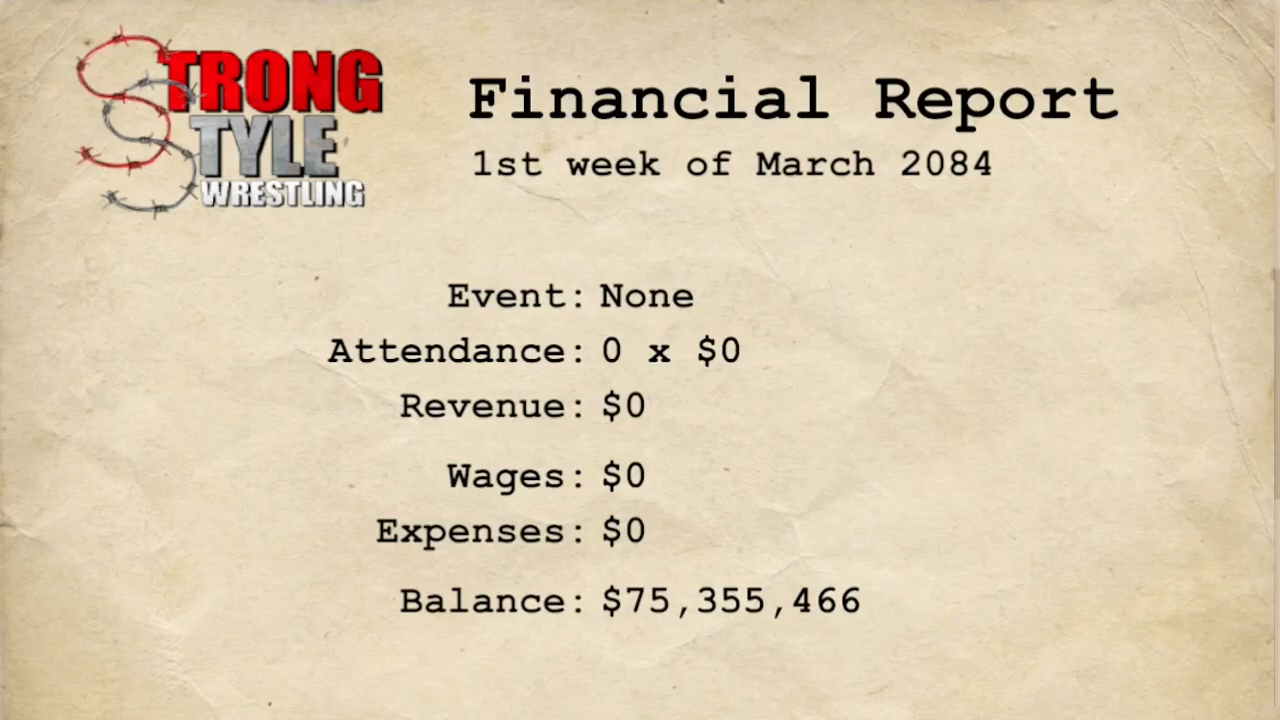 STRONG
STYLE
WRESTLING
Financial Report
1st week of March 2084
Event: None
Attendance: 0 x $0
Revenue: $0
Wages: $0
Expenses: $0
Balance: $75,355,466